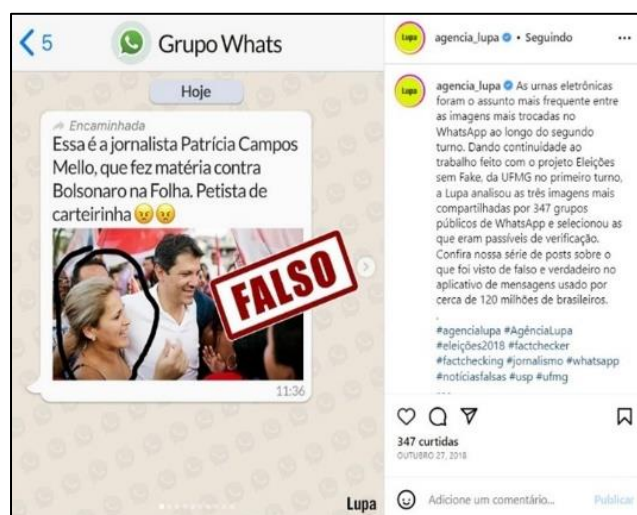 5
Grupo Whats
Hoje
Encaminhada
Essa é a jornalista Patrícia Campos
Mello, que fez matéria contra
Bolsonaro na Folha. Petista de
carteirinha 😠😠
FALSO
11:36
Lupa
Lupa
agencia_lupa • Seguindo
Lupa
agencia_lupa As urnas eletrônicas
foram o assunto mais frequente entre
as imagens mais trocadas no
WhatsApp ao longo do segundo
turno. Dando continuidade ao
trabalho feito com o projeto Eleições
sem Fake, da UFMG no primeiro turno,
a Lupa analisou as três imagens mais
compartilhadas por 347 grupos
públicos de WhatsApp e selecionou as
que eram passíveis de verificação.
Confira nossa série de posts sobre o
que foi visto de falso e verdadeiro no
aplicativo de mensagens usado por
cerca de 120 milhões de brasileiros.
.
#agencialupa #AgênciaLupa
#eleições2018 #factchecker
#factchecking #jornalismo #whatsapp
#notíciasfalsas #usp #ufmg
347 curtidas
OUTUBRO 27, 2018
Adicione um comentário... Publicar